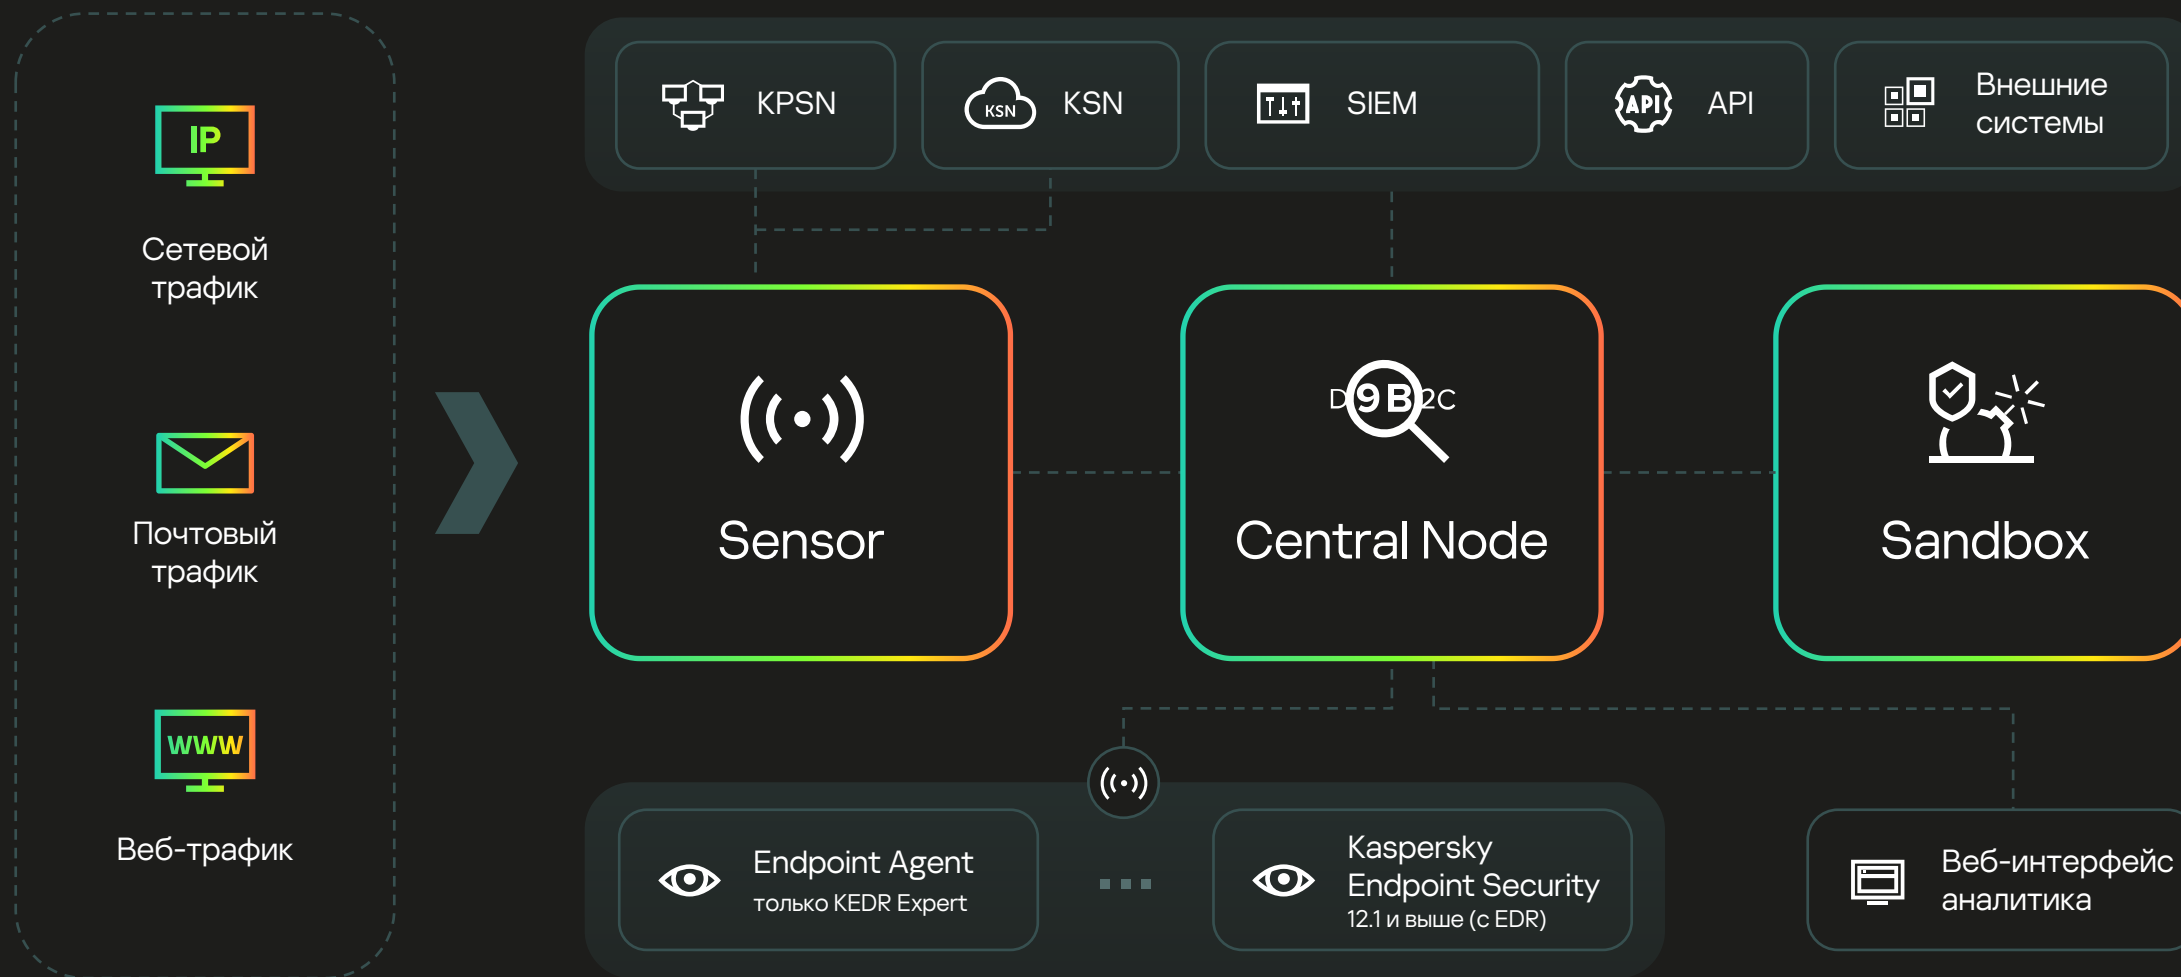 IP
Сетевой
трафик
Почтовый
трафик
WWW
Веб-трафик
KPSN
KSN
KSN
SIEM
API
API
Внешние
системы
Sensor
D9B2C
Central Node
Sandbox
Endpoint Agent
только KEDR Expert
Kaspersky
Endpoint Security
12.1 и выше (с EDR)
Веб-интерфейс
аналитика